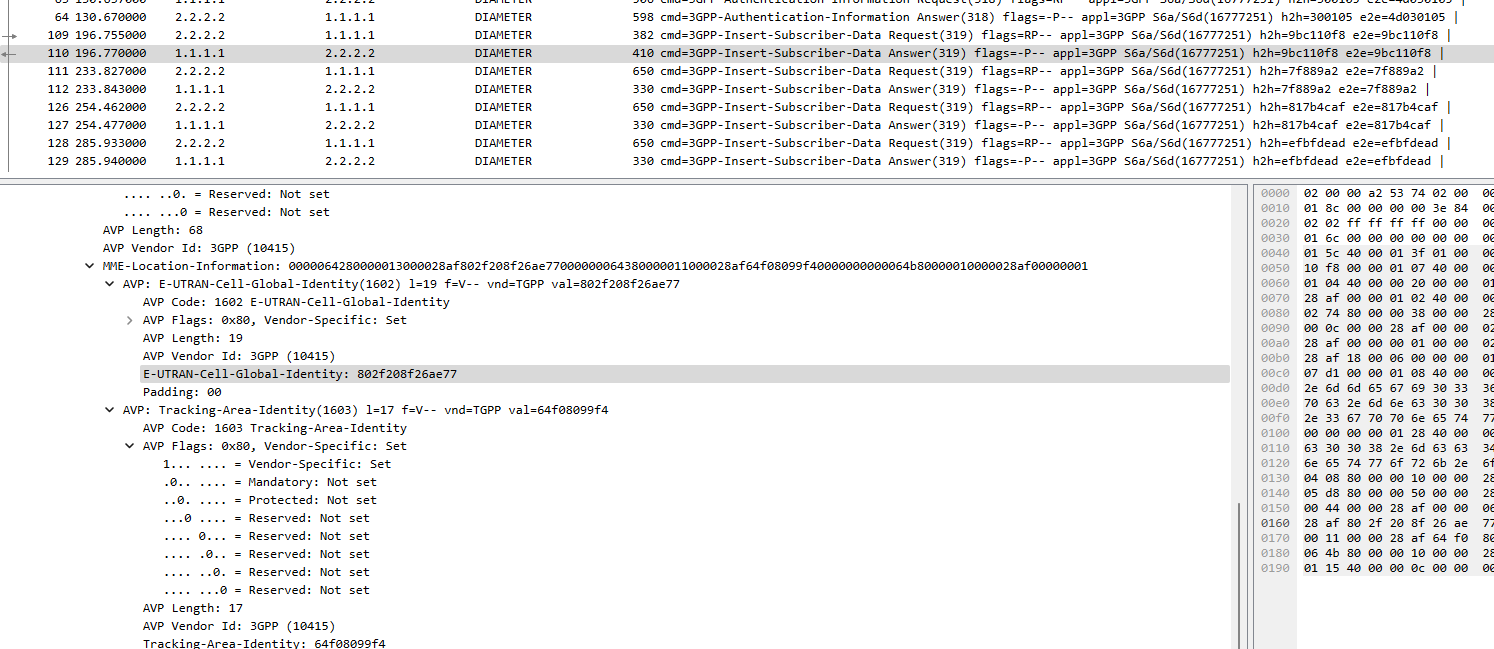 64 130.670000 1.1.1.1 2.2.2.2 DIAMETER 598 cmd=3GPP-Authentication-Information Answer(318) flags=-P-- appl=3GPP S6a/S6d(16777251) h2h=300105 e2e=4d030105 |
109 196.755000 2.2.2.2 1.1.1.1 DIAMETER 382 cmd=3GPP-Insert-Subscriber-Data Request(319) flags=RP-- appl=3GPP S6a/S6d(16777251) h2h=9bc110f8 e2e=9bc110f8 |
110 196.770000 1.1.1.1 2.2.2.2 DIAMETER 410 cmd=3GPP-Insert-Subscriber-Data Answer(319) flags=-P-- appl=3GPP S6a/S6d(16777251) h2h=9bc110f8 e2e=9bc110f8 |
111 233.827000 2.2.2.2 1.1.1.1 DIAMETER 650 cmd=3GPP-Insert-Subscriber-Data Request(319) flags=RP-- appl=3GPP S6a/S6d(16777251) h2h=7f889a2 e2e=7f889a2 |
112 233.843000 1.1.1.1 2.2.2.2 DIAMETER 330 cmd=3GPP-Insert-Subscriber-Data Answer(319) flags=-P-- appl=3GPP S6a/S6d(16777251) h2h=7f889a2 e2e=7f889a2 |
126 254.462000 2.2.2.2 1.1.1.1 DIAMETER 650 cmd=3GPP-Insert-Subscriber-Data Request(319) flags=RP-- appl=3GPP S6a/S6d(16777251) h2h=817b4caf e2e=817b4caf |
127 254.477000 1.1.1.1 2.2.2.2 DIAMETER 330 cmd=3GPP-Insert-Subscriber-Data Answer(319) flags=-P-- appl=3GPP S6a/S6d(16777251) h2h=817b4caf e2e=817b4caf |
128 285.933000 2.2.2.2 1.1.1.1 DIAMETER 650 cmd=3GPP-Insert-Subscriber-Data Request(319) flags=RP-- appl=3GPP S6a/S6d(16777251) h2h=efbfdead e2e=efbfdead |
129 285.940000 1.1.1.1 2.2.2.2 DIAMETER 330 cmd=3GPP-Insert-Subscriber-Data Answer(319) flags=-P-- appl=3GPP S6a/S6d(16777251) h2h=efbfdead e2e=efbfdead |
.... ..0. = Reserved: Not set
.... ...0 = Reserved: Not set
AVP Length: 68
AVP Vendor Id: 3GPP (10415)
MME-Location-Information: 0000064280000013000028af802f208f26ae770000000643800000​11000028af64f08099f40000000000064b80000010000028af00000001
AVP: E-UTRAN-Cell-Global-Identity(1602) l=19 f=V-- vnd=TGPP val=802f208f26ae77
AVP Code: 1602 E-UTRAN-Cell-Global-Identity
AVP Flags: 0x80, Vendor-Specific: Set
AVP Length: 19
AVP Vendor Id: 3GPP (10415)
E-UTRAN-Cell-Global-Identity: 802f208f26ae77
Padding: 00
AVP: Tracking-Area-Identity(1603) l=17 f=V-- vnd=TGPP val=64f08099f4
AVP Code: 1603 Tracking-Area-Identity
AVP Flags: 0x80, Vendor-Specific: Set
1... .... = Vendor-Specific: Set
.0.. .... = Mandatory: Not set
..0. .... = Protected: Not set
...0 .... = Reserved: Not set
.... 0... = Reserved: Not set
.... .0.. = Reserved: Not set
.... ..0. = Reserved: Not set
.... ...0 = Reserved: Not set
AVP Length: 17
AVP Vendor Id: 3GPP (10415)
Tracking-Area-Identity: 64f08099f4
0000 02 00 00 a2 53 74 02 00 00
0010 01 8c 00 00 00 00 3e 84 00
0020 02 02 ff ff ff ff 00 00 00
0030 01 6c 00 00 00 00 00 00 00
0040 01 5c 40 00 01 3f 01 00 00
0050 10 f8 00 00 01 07 40 00 00
0060 01 04 40 00 00 20 00 00 01
0070 28 af 00 00 01 02 40 00 00
0080 02 74 80 00 00 38 00 00 28
0090 00 0c 00 00 28 af 00 00 02
00a0 28 af 00 00 00 01 00 00 02
00b0 28 af 18 00 06 00 00 00 01
00c0 07 d1 00 00 01 08 40 00 00
00d0 2e 6d 6d 65 67 69 30 33 36
00e0 70 63 2e 6d 6e 63 30 30 38
00f0 2e 33 67 70 70 6e 65 74 77
0100 00 00 00 00 01 28 40 00 00
0110 63 30 30 38 2e 6d 63 63 34
0120 6e 65 74 77 6f 72 6b 2e 6f
0130 04 08 80 00 00 10 00 00 28
0140 05 d8 80 00 00 50 00 00 28
0150 00 44 00 00 28 af 00 00 06
0160 28 af 80 2f 20 8f 26 ae 77
0170 00 11 00 00 28 af 64 f0 80
0180 06 4b 80 00 00 10 00 00 28
0190 01 15 40 00 00 0c 00 00 00